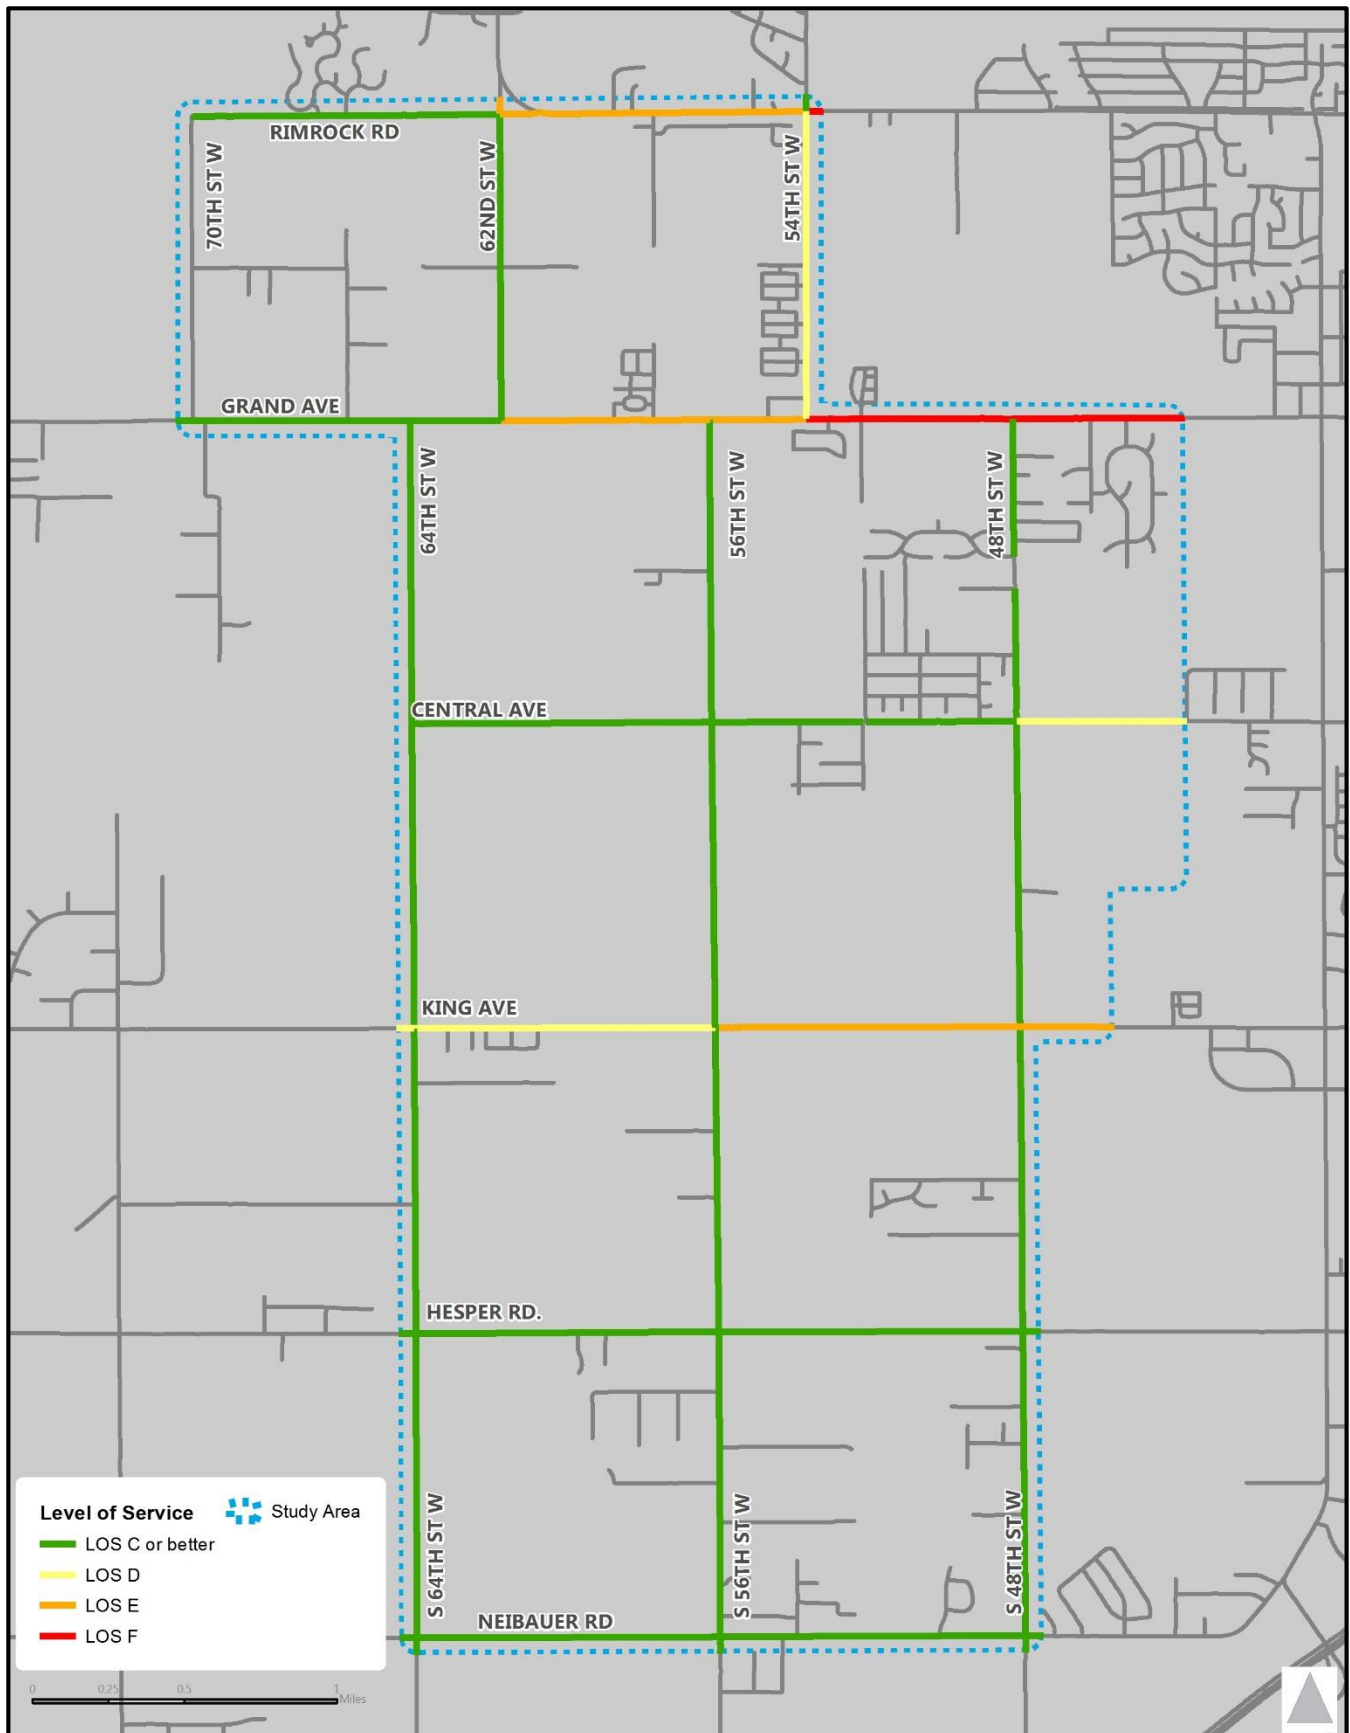 RIMROCK RD
70TH ST W
62ND ST W
54TH ST W
GRAND AVE
64TH ST W
56TH ST W
48TH ST W
CENTRAL AVE
KING AVE
HESPER RD.
S 64TH ST W
S 56TH ST W
S 48TH ST W
NEIBAUER RD
Level of Service
Study Area
LOS C or better
LOS D
LOS E
LOS F
0 0.25 0.5 1
Miles